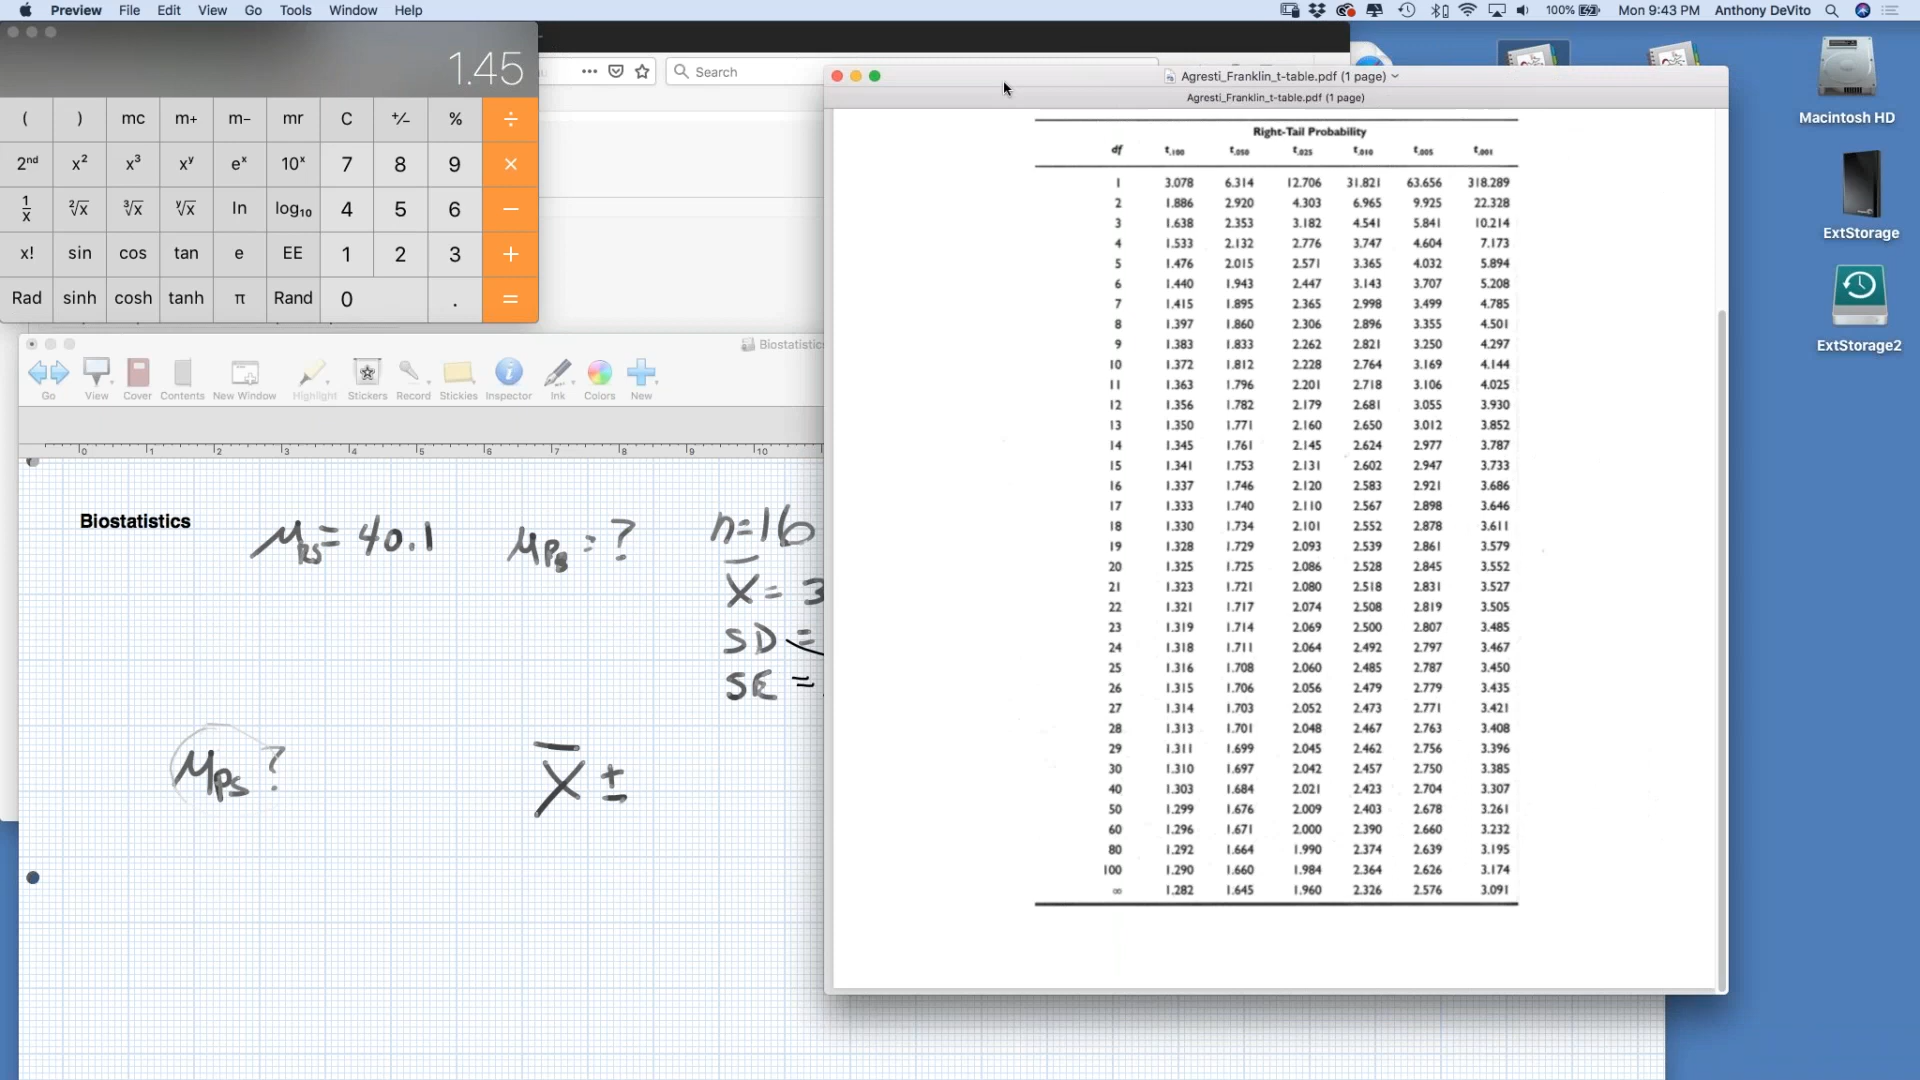 Preview File Edit View Go Tools Window Help 100% Mon 9:43 PM Anthony DeVito
1.45
( ) mc m+ m- mr C +/- % ÷
2nd x² x³ xʸ eˣ 10ˣ 7 8 9 ×
1/x ²√x ³√x ʸ√x ln log₁₀ 4 5 6 −
x! sin cos tan e EE 1 2 3 +
Rad sinh cosh tanh π Rand 0 . =
Search
Agresti_Franklin_t-table.pdf (1 page)
Agresti_Franklin_t-table.pdf (1 page)
Right-Tail Probability
df t.100 t.050 t.025 t.010 t.005 t.001
1 3.078 6.314 12.706 31.821 63.656 318.289
2 1.886 2.920 4.303 6.965 9.925 22.328
3 1.638 2.353 3.182 4.541 5.841 10.214
4 1.533 2.132 2.776 3.747 4.604 7.173
5 1.476 2.015 2.571 3.365 4.032 5.894
6 1.440 1.943 2.447 3.143 3.707 5.208
7 1.415 1.895 2.365 2.998 3.499 4.785
8 1.397 1.860 2.306 2.896 3.355 4.501
9 1.383 1.833 2.262 2.821 3.250 4.297
10 1.372 1.812 2.228 2.764 3.169 4.144
11 1.363 1.796 2.201 2.718 3.106 4.025
12 1.356 1.782 2.179 2.681 3.055 3.930
13 1.350 1.771 2.160 2.650 3.012 3.852
14 1.345 1.761 2.145 2.624 2.977 3.787
15 1.341 1.753 2.131 2.602 2.947 3.733
16 1.337 1.746 2.120 2.583 2.921 3.686
17 1.333 1.740 2.110 2.567 2.898 3.646
18 1.330 1.734 2.101 2.552 2.878 3.611
19 1.328 1.729 2.093 2.539 2.861 3.579
20 1.325 1.725 2.086 2.528 2.845 3.552
21 1.323 1.721 2.080 2.518 2.831 3.527
22 1.321 1.717 2.074 2.508 2.819 3.505
23 1.319 1.714 2.069 2.500 2.807 3.485
24 1.318 1.711 2.064 2.492 2.797 3.467
25 1.316 1.708 2.060 2.485 2.787 3.450
26 1.315 1.706 2.056 2.479 2.779 3.435
27 1.314 1.703 2.052 2.473 2.771 3.421
28 1.313 1.701 2.048 2.467 2.763 3.408
29 1.311 1.699 2.045 2.462 2.756 3.396
30 1.310 1.697 2.042 2.457 2.750 3.385
40 1.303 1.684 2.021 2.423 2.704 3.307
50 1.299 1.676 2.009 2.403 2.678 3.261
60 1.296 1.671 2.000 2.390 2.660 3.232
80 1.292 1.664 1.990 2.374 2.639 3.195
100 1.290 1.660 1.984 2.364 2.626 3.174
∞ 1.282 1.645 1.960 2.326 2.576 3.091
Macintosh HD
ExtStorage
ExtStorage2
Biostatistics
Go View Cover Contents New Window Highlight Stickers Record Stickies Inspector Ink Colors New
0 1 2 3 4 5 6 7 8 9 10
Biostatistics
μRS = 40.1 μPS = ? n=16
X̄ = 3
SD =
SE =
μPS ? X̄ ±